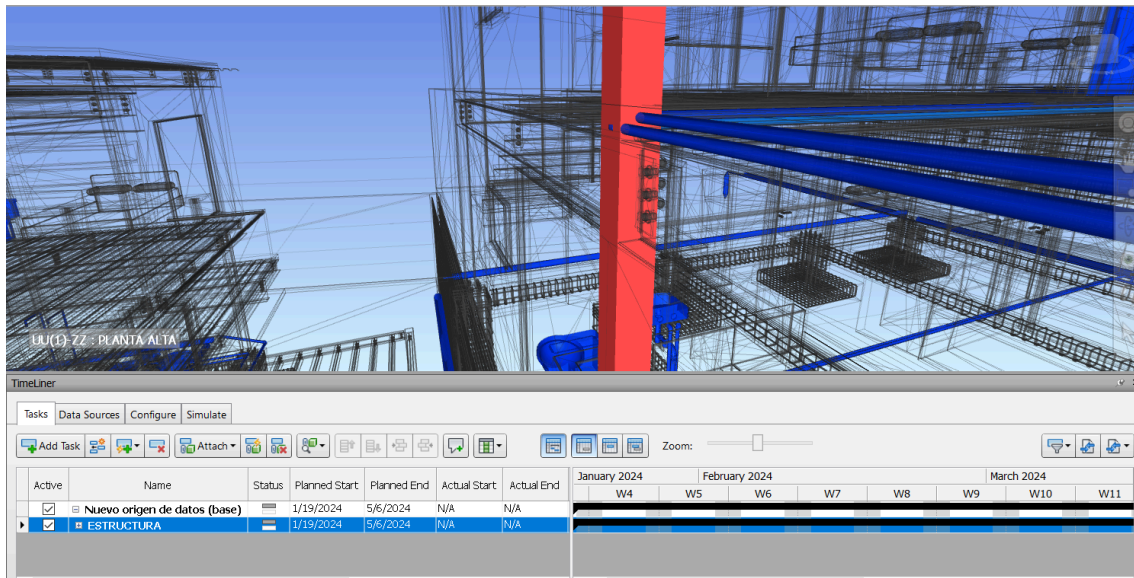 UU(1)-ZZ : PLANTA ALTA
TimeLiner
Tasks Data Sources Configure Simulate
Add Task Attach Zoom:
Active Name Status Planned Start Planned End Actual Start Actual End
January 2024 February 2024 March 2024
W4 W5 W6 W7 W8 W9 W10 W11
Nuevo origen de datos (base) 1/19/2024 5/6/2024 N/A N/A
ESTRUCTURA 1/19/2024 5/6/2024 N/A N/A